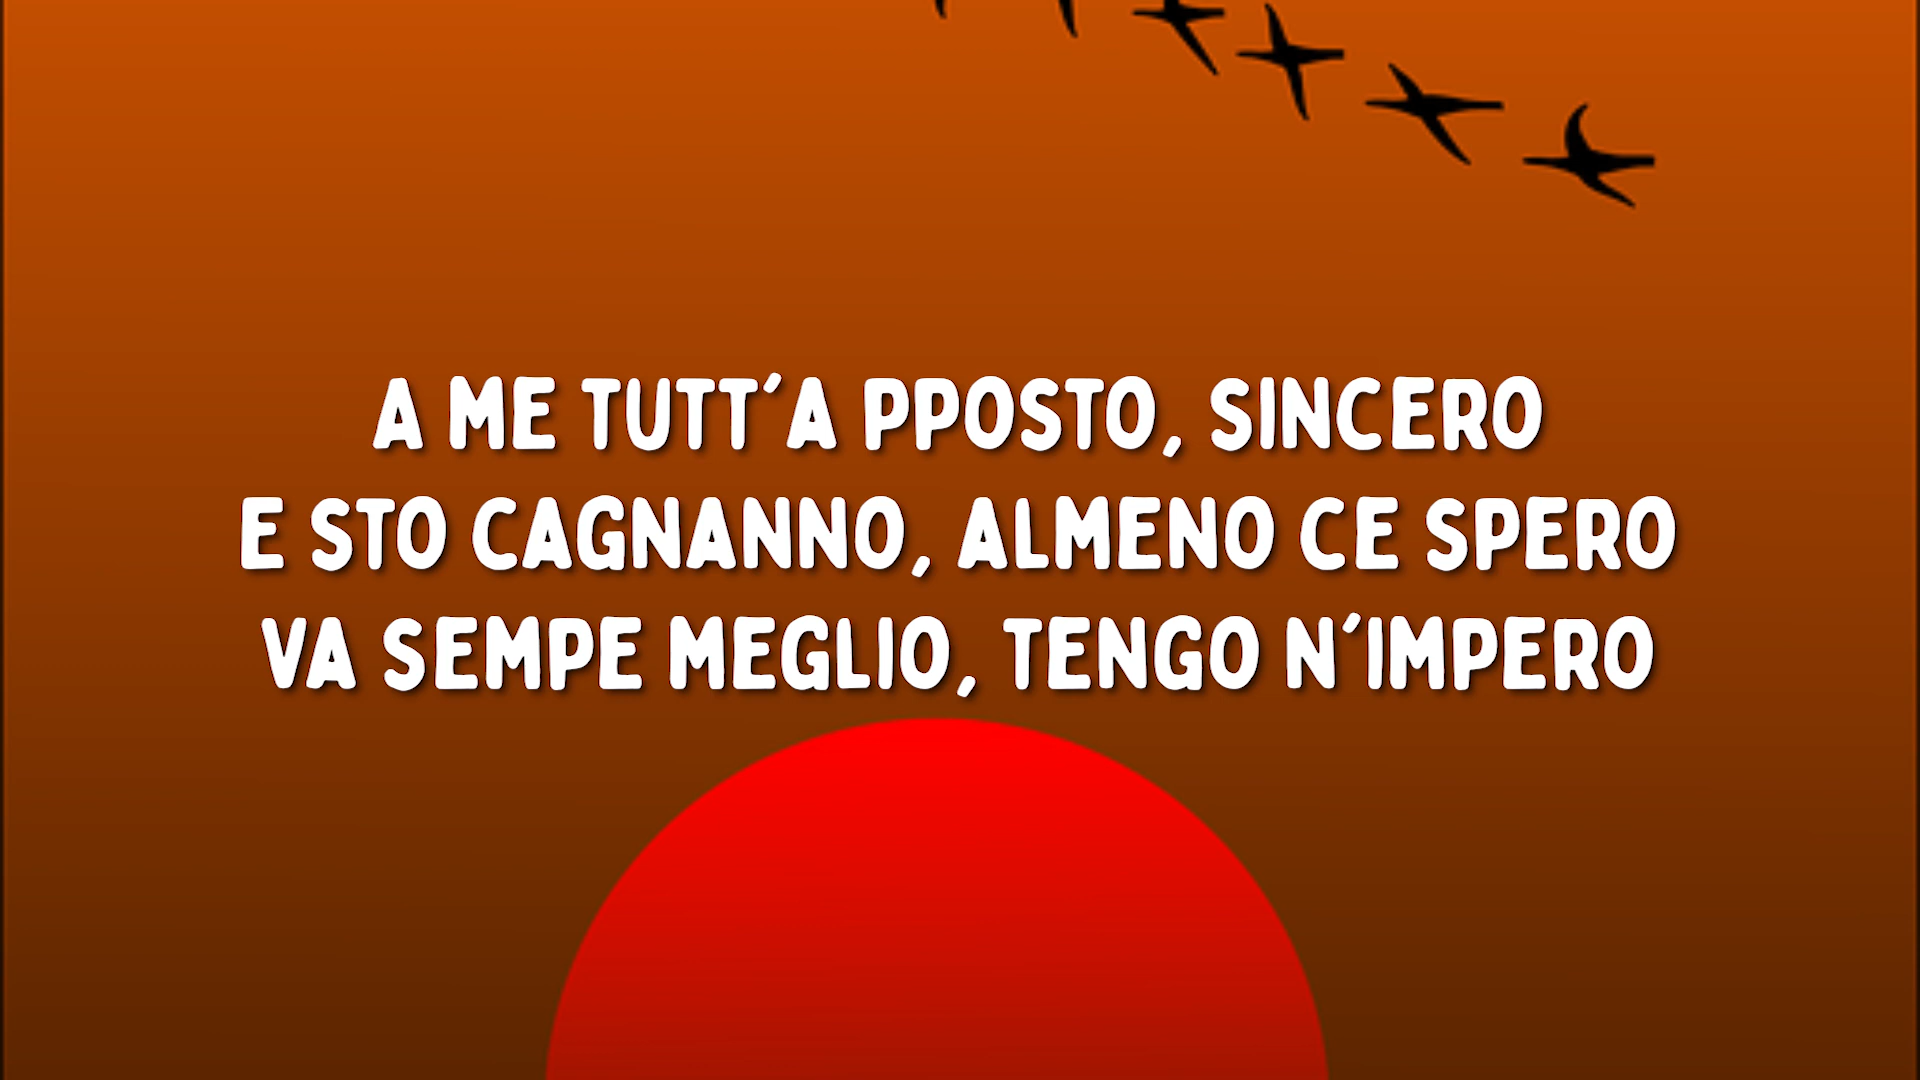 A ME TUTT'A PPOSTO, SINCERO
E STO CAGNANNO, ALMENO CE SPERO
VA SEMPE MEGLIO, TENGO N'IMPERO